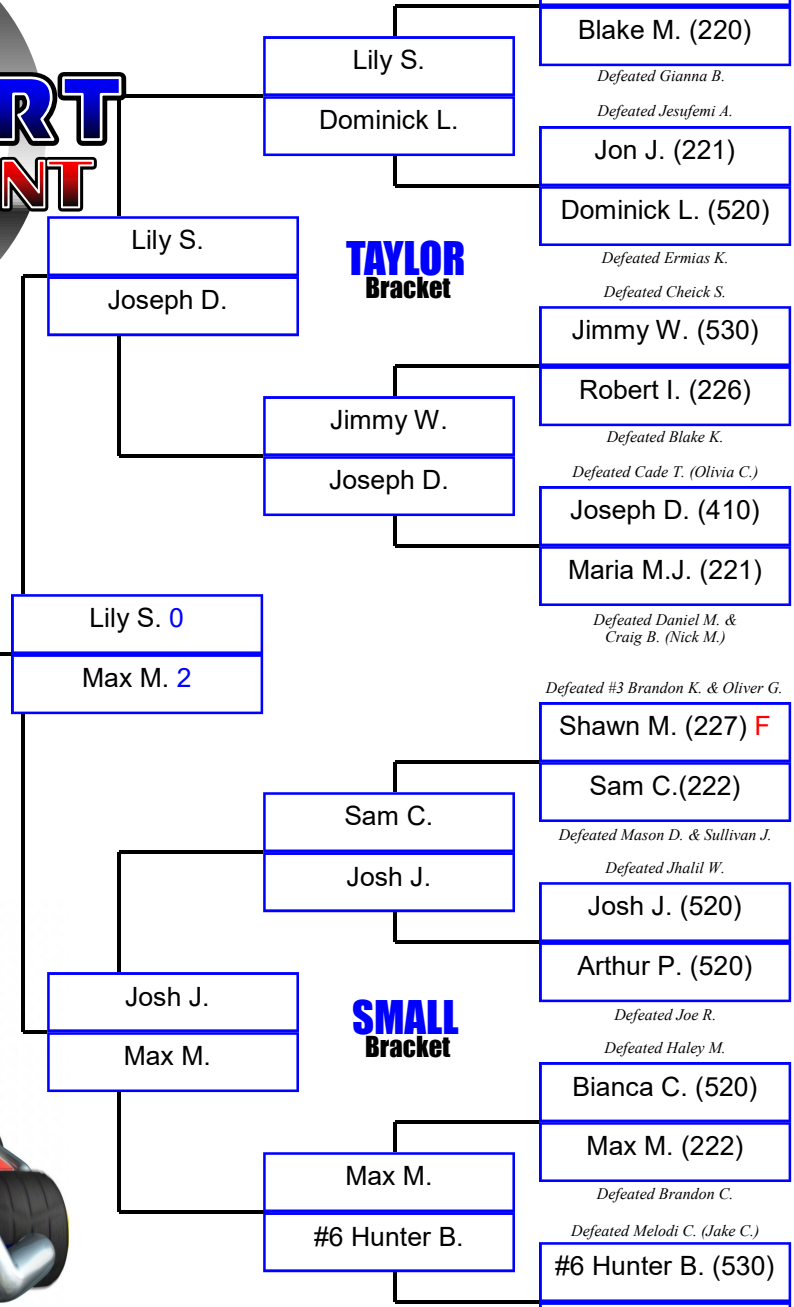 Blake M. (220)
Defeated Gianna B.
Defeated Jesufemi A.
Jon J. (221)
Dominick L. (520)
Defeated Ermias K.
Defeated Cheick S.
Jimmy W. (530)
Robert I. (226)
Defeated Blake K.
Defeated Cade T. (Olivia C.)
Joseph D. (410)
Maria M.J. (221)
Defeated Daniel M. &
Craig B. (Nick M.)
Defeated #3 Brandon K. & Oliver G.
Shawn M. (227) F
Sam C.(222)
Defeated Mason D. & Sullivan J.
Defeated Jhalil W.
Josh J. (520)
Arthur P. (520)
Defeated Joe R.
Defeated Haley M.
Bianca C. (520)
Max M. (222)
Defeated Brandon C.
Defeated Melodi C. (Jake C.)
#6 Hunter B. (530)
Lily S.
Dominick L.
Jimmy W.
Joseph D.
Sam C.
Josh J.
Max M.
#6 Hunter B.
TAYLOR
Bracket
SMALL
Bracket
Lily S.
Joseph D.
Josh J.
Max M.
Lily S. 0
Max M. 2
RT
NT